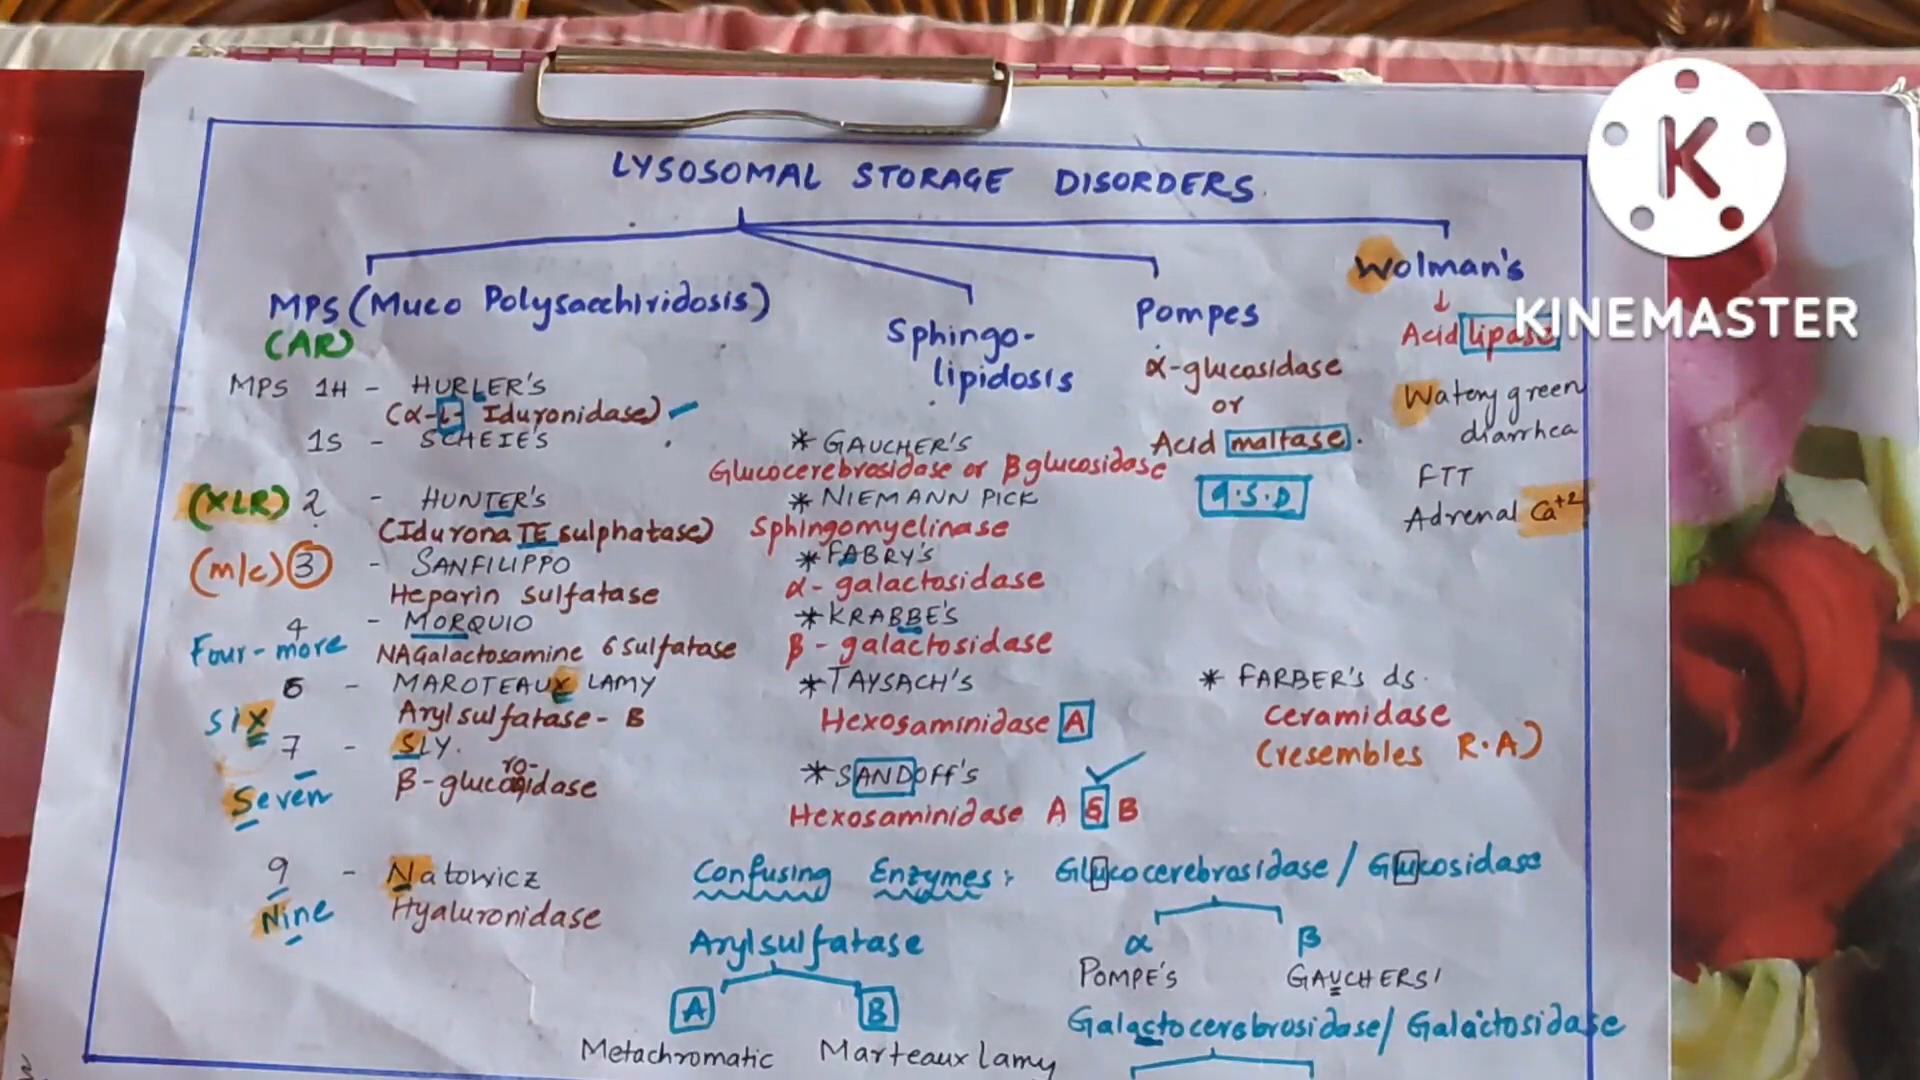 LYSOSOMAL STORAGE DISORDERS.
MPS (Muco Polysacchiridosis)
(AR)
MPS 1H - HURLER'S
(α-L- Iduronidase)
1S - SCHEIE'S
(XLR) 2 - HUNTER'S
(IduronaTE sulphatase)
(m/c) 3 - SANFILIPPO
Heparin sulfatase
4 - MORQUIO
Four-more NAGalactosamine 6 sulfatase
6 - MAROTEAUX LAMY
SIX Arylsulfatase - B
7 - SLY.
β-glucoronidase
Seven
9 - Natowicz
Nine Hyaluronidase
Sphingo-
lipidosis
* GAUCHER'S
Glucocerebrosidase or β glucosidase
* NIEMANN PICK
Sphingomyelinase
* FABRY'S
α- galactosidase
* KRABBE'S
β - galactosidase
* TAYSACH'S
Hexosaminidase A
* SANDOFF'S
Hexosaminidase A & B
Pompes
α-glucosidase
or
Acid maltase.
G.S.D
Wolman's
↓
Acid lipase
Watery green
diarrhea
FTT
Adrenal Ca+2
* FARBER'S ds.
Ceramidase
(resembles R.A)
Confusing Enzymes: Glucocerebrosidase / Glucosidase
α β
POMPE'S GAUCHERS'
Arylsulfatase
A B
Metachromatic Marteaux lamy
Galactocerebrosidase/ Galactosidase
K
KINEMASTER